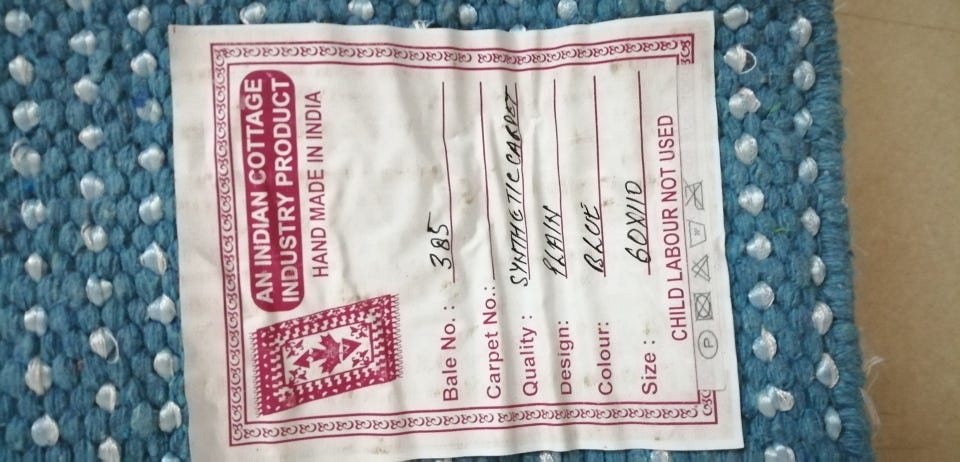 AN INDIAN COTTAGE
INDUSTRY PRODUCT
HAND MADE IN INDIA
Bale No. : 385
Carpet No.:
Quality : SYNTHETIC CARPET
Design: PLAIN
Colour: BLUE
Size : 60X110
CHILD LABOUR NOT USED
P W